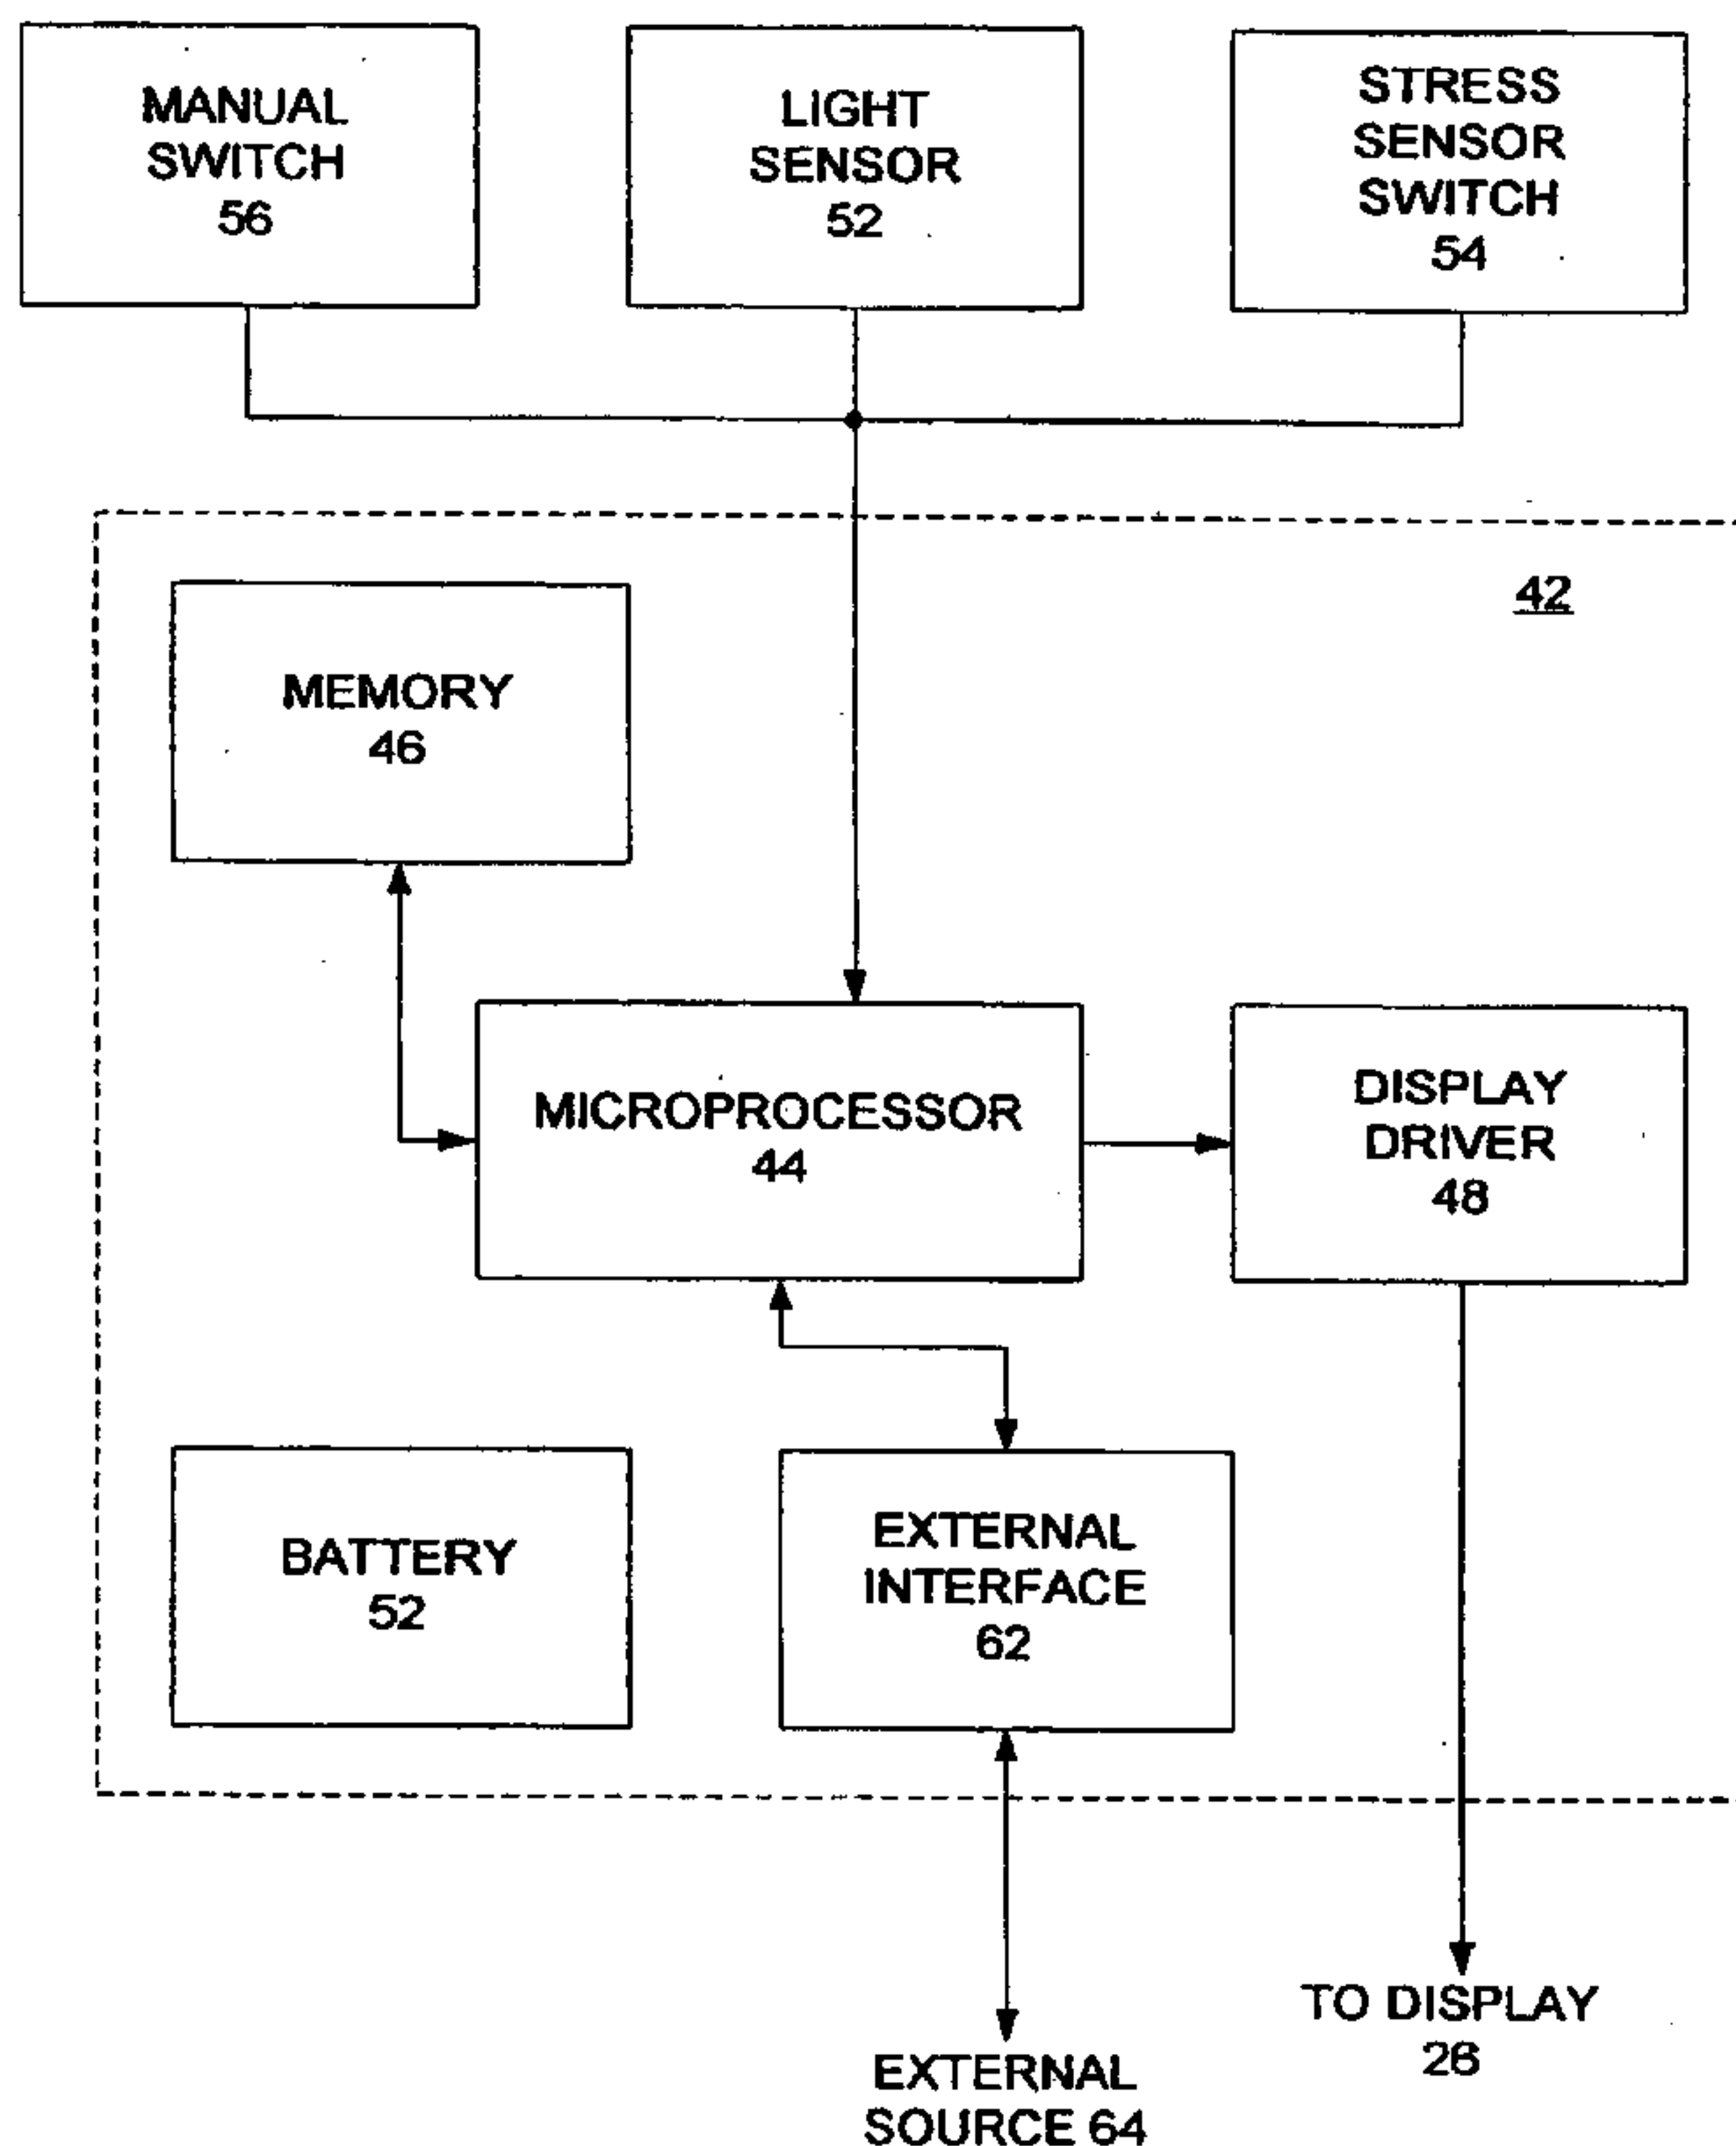 MANUAL
SWITCH
56
LIGHT
SENSOR
52
STRESS
SENSOR
SWITCH
54
42
MEMORY
46
MICROPROCESSOR
44
DISPLAY
DRIVER
48
BATTERY
52
EXTERNAL
INTERFACE
62
TO DISPLAY
28
EXTERNAL
SOURCE 64